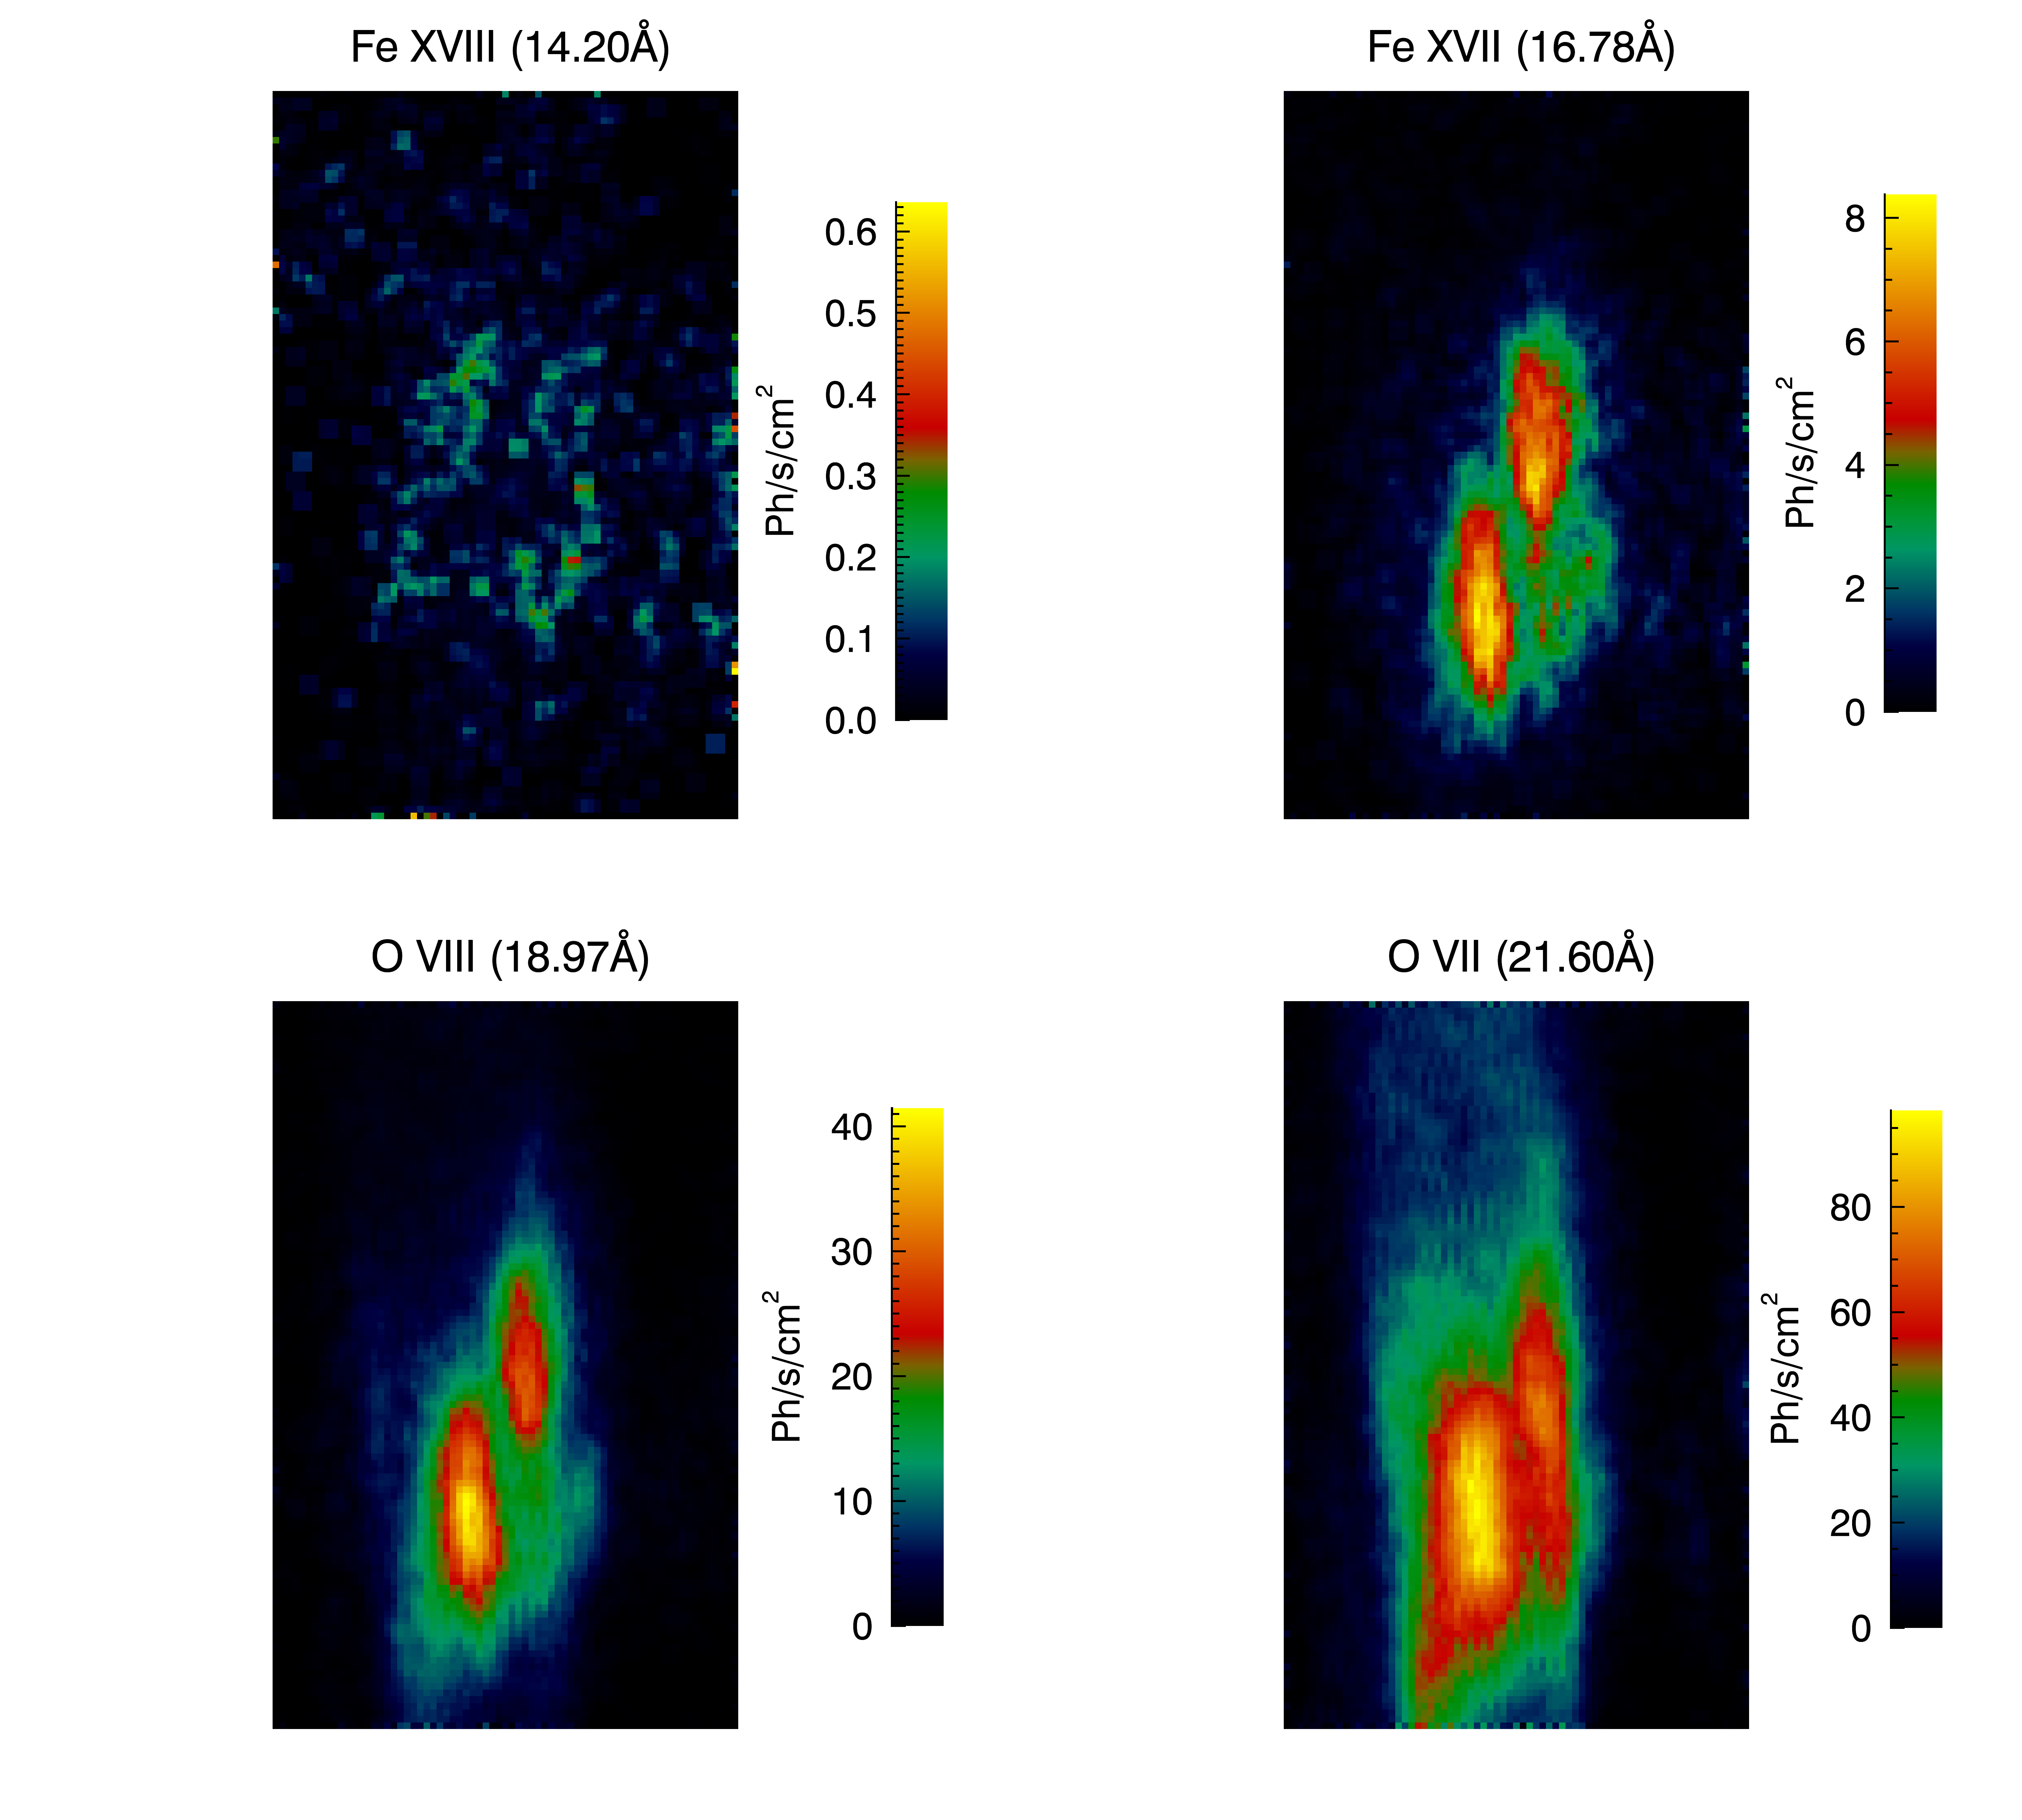 Fe XVIII (14.20Å)
0.6
0.5
0.4
0.3
0.2
0.1
0.0
Ph/s/cm²
Fe XVII (16.78Å)
8
6
4
2
0
Ph/s/cm²
O VIII (18.97Å)
40
30
20
10
0
Ph/s/cm²
O VII (21.60Å)
80
60
40
20
0
Ph/s/cm²